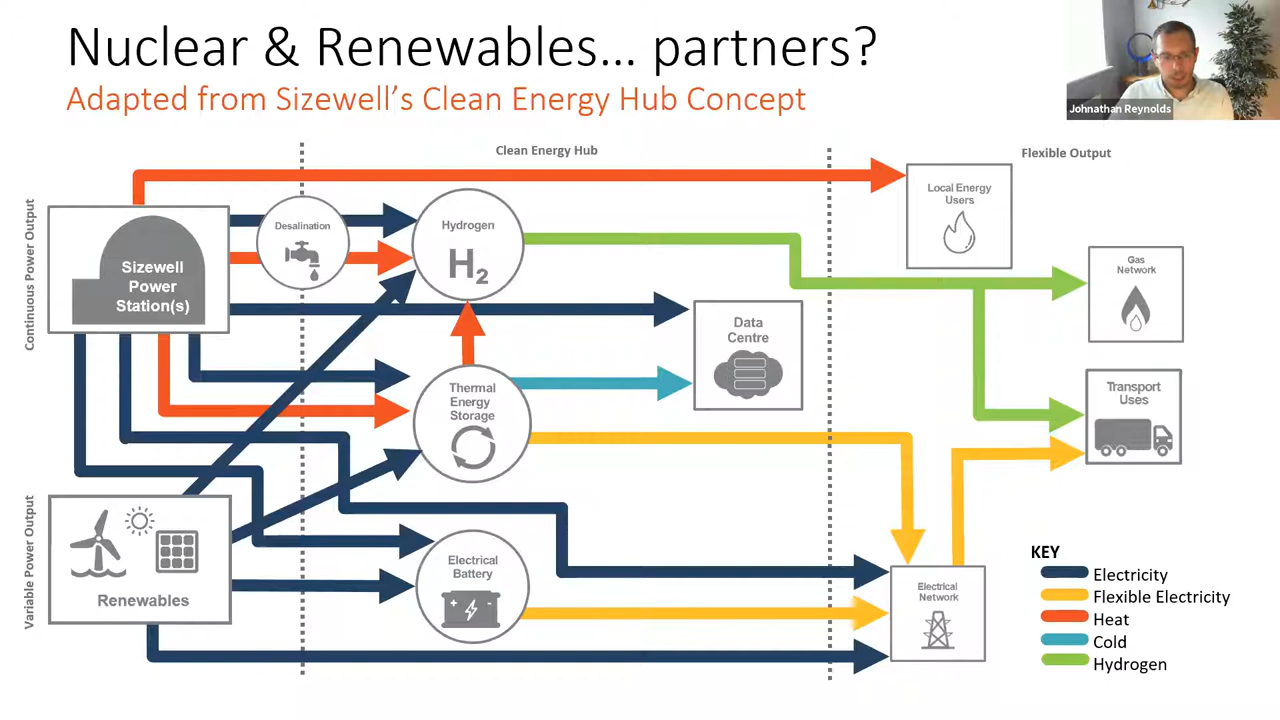 Nuclear & Renewables... partners?
Adapted from Sizewell's Clean Energy Hub Concept
Johnathan Reynolds
Clean Energy Hub
Flexible Output
Continuous Power Output
Variable Power Output
Sizewell
Power
Station(s)
Desalination
Hydrogen
H₂
Local Energy
Users
Gas
Network
Data
Centre
Thermal
Energy
Storage
Transport
Uses
Renewables
Electrical
Battery
+ -
Electrical
Network
KEY
Electricity
Flexible Electricity
Heat
Cold
Hydrogen